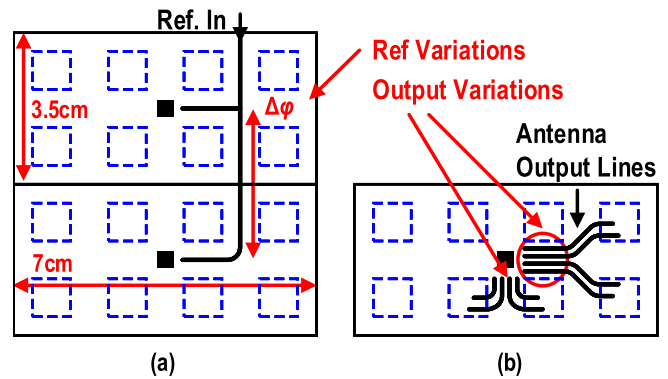 Ref. In
Ref Variations
Output Variations
3.5cm
Δφ
Antenna
Output Lines
7cm
(a)
(b)